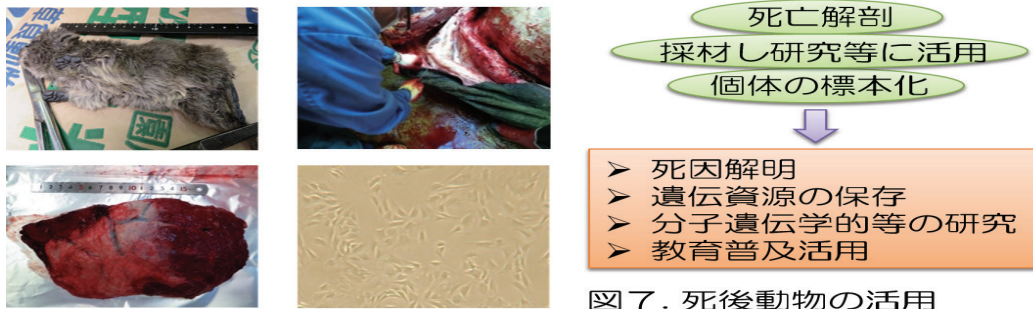 死亡解剖
採材し研究等に活用
個体の標本化
➤ 死因解明
➤ 遺伝資源の保存
➤ 分子遺伝学的等の研究
➤ 教育普及活用
図7. 死後動物の活用